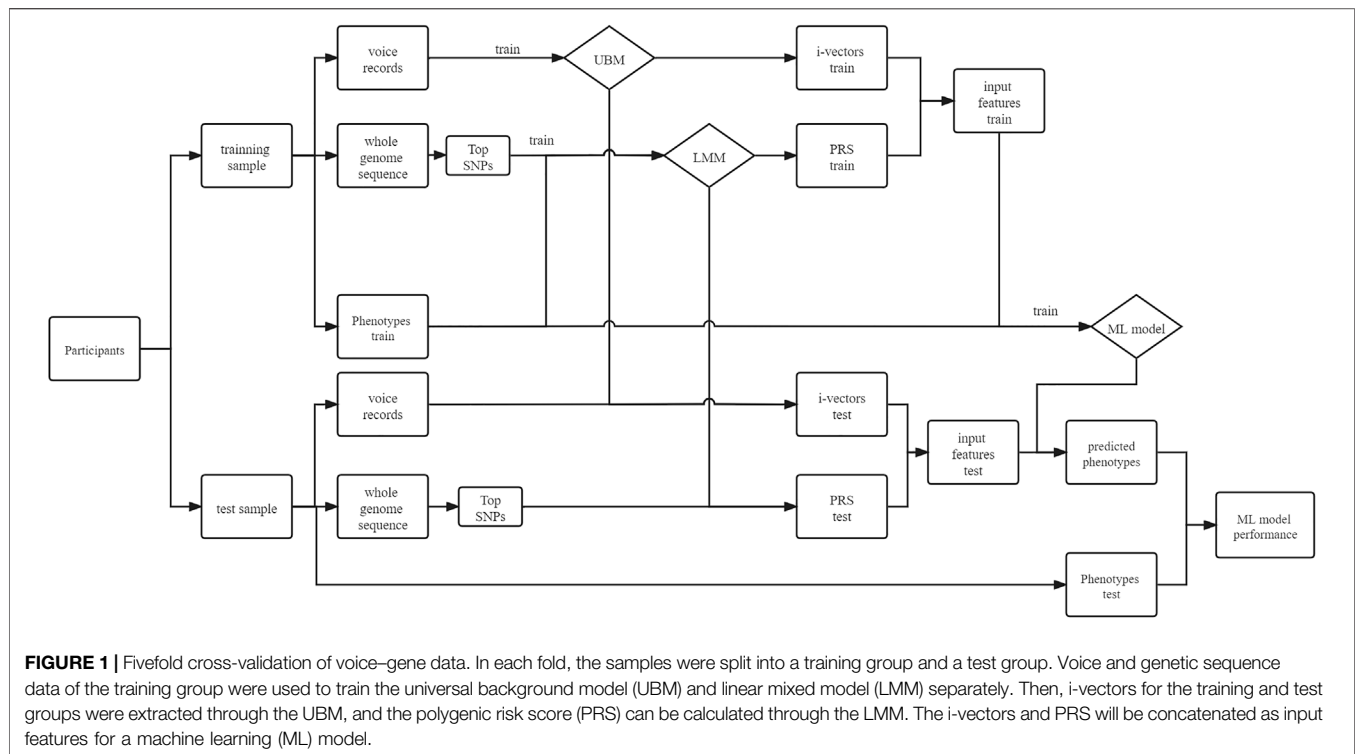 voice
records
train
UBM
i-vectors
train
input
features
train
trainning
sample
whole
genome
sequence
Top
SNPs
train
LMM
PRS
train
Phenotypes
train
train
ML model
Participants
voice
records
i-vectors
test
input
features
test
predicted
phenotypes
test sample
whole
genome
sequence
Top
SNPs
PRS
test
ML model
performance
Phenotypes
test
FIGURE 1 | Fivefold cross-validation of voice–gene data. In each fold, the samples were split into a training group and a test group. Voice and genetic sequence
data of the training group were used to train the universal background model (UBM) and linear mixed model (LMM) separately. Then, i-vectors for the training and test
groups were extracted through the UBM, and the polygenic risk score (PRS) can be calculated through the LMM. The i-vectors and PRS will be concatenated as input
features for a machine learning (ML) model.